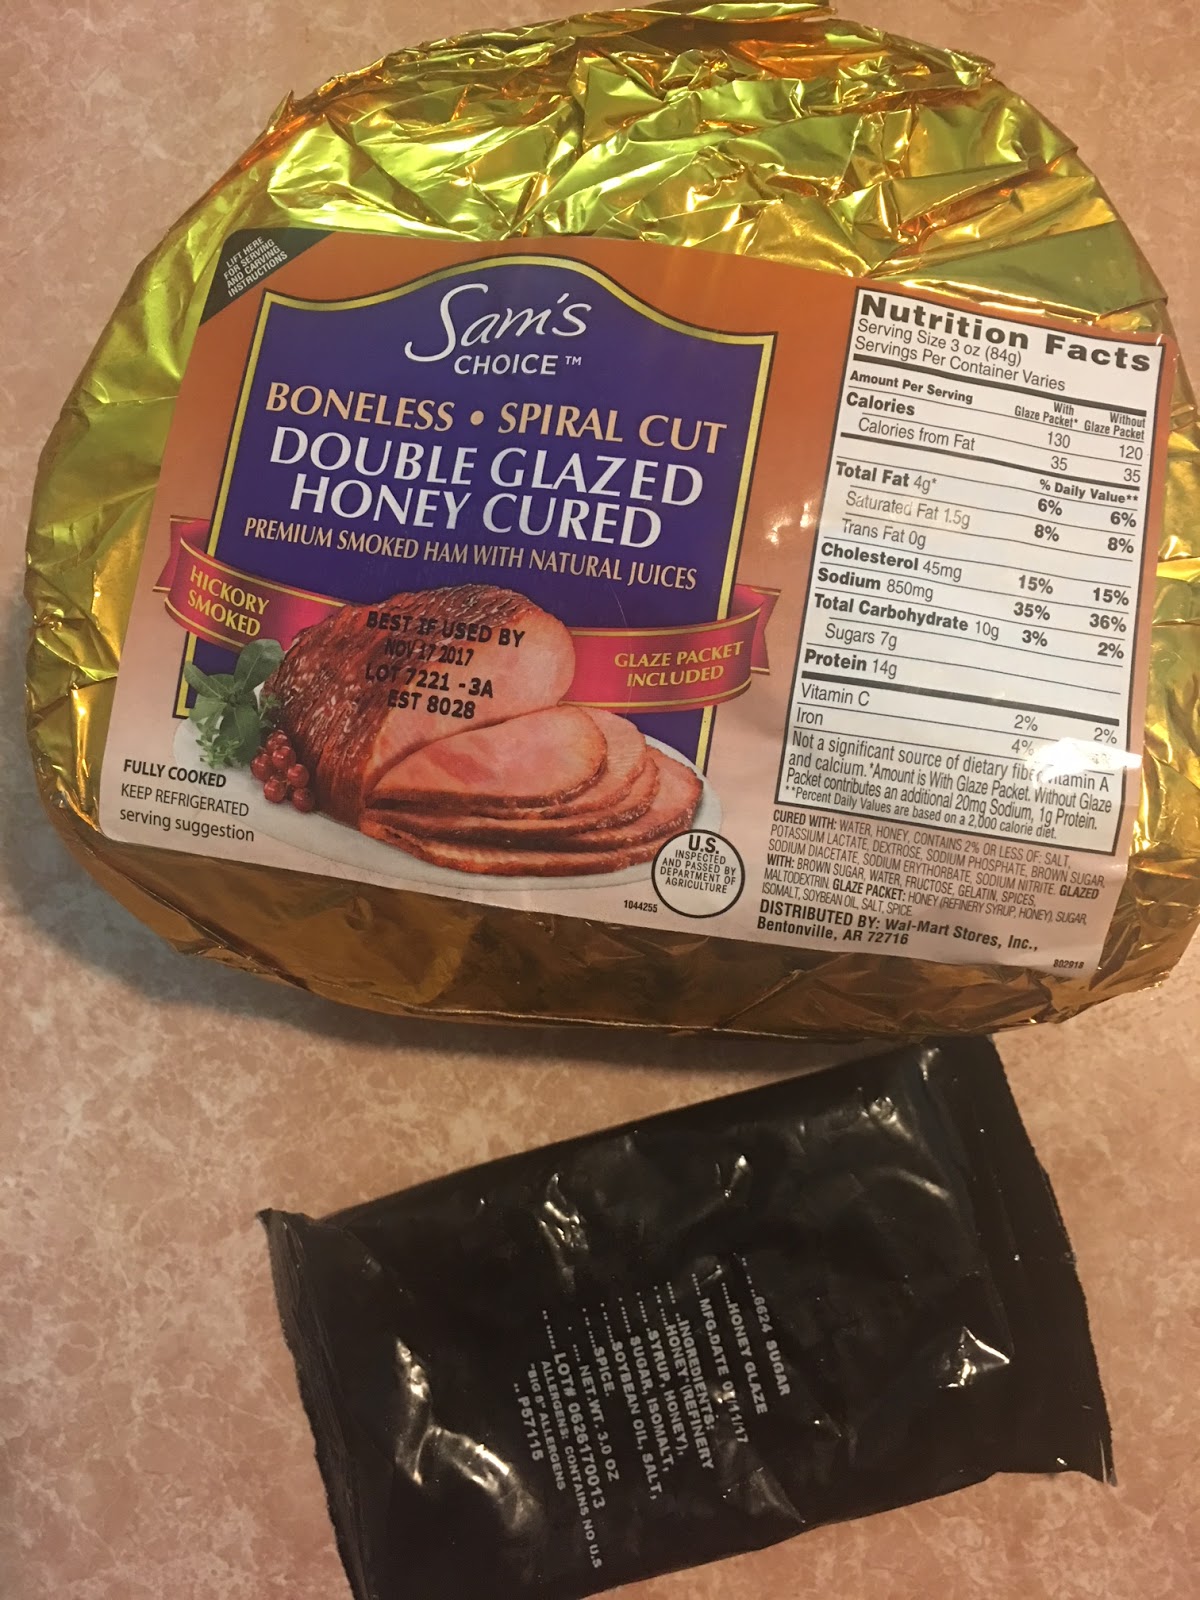 LIFT HERE
FOR SERVING
AND CARVING
INSTRUCTIONS
Sam's
CHOICE™
BONELESS • SPIRAL CUT
DOUBLE GLAZED
HONEY CURED
PREMIUM SMOKED HAM WITH NATURAL JUICES
HICKORY
SMOKED
BEST IF USED BY
NOV 17 2017
LOT 7221 -3A
EST 8028
GLAZE PACKET
INCLUDED
FULLY COOKED
KEEP REFRIGERATED
serving suggestion
U.S.
INSPECTED
AND PASSED BY
DEPARTMENT OF
AGRICULTURE
1044255
Nutrition Facts
Serving Size 3 oz (84g)
Servings Per Container Varies
Amount Per Serving With Glaze Packet* Without Glaze Packet
Calories 130 120
Calories from Fat 35 35
% Daily Value**
Total Fat 4g* 6% 6%
Saturated Fat 1.5g 8% 8%
Trans Fat 0g
Cholesterol 45mg 15% 15%
Sodium 850mg 35% 36%
Total Carbohydrate 10g 3% 2%
Sugars 7g
Protein 14g
Vitamin C 2% 2%
Iron 4%
Not a significant source of dietary fiber, vitamin A
and calcium. *Amount is With Glaze Packet. Without Glaze
Packet contributes an additional 20mg Sodium, 1g Protein.
**Percent Daily Values are based on a 2,000 calorie diet.
CURED WITH: WATER, HONEY, CONTAINS 2% OR LESS OF: SALT,
POTASSIUM LACTATE, DEXTROSE, SODIUM PHOSPHATE, BROWN SUGAR,
SODIUM DIACETATE, SODIUM ERYTHORBATE, SODIUM NITRITE. GLAZED
WITH: BROWN SUGAR, WATER, FRUCTOSE, GELATIN, SPICES,
MALTODEXTRIN. GLAZE PACKET: HONEY (REFINERY SYRUP, HONEY), SUGAR,
ISOMALT, SOYBEAN OIL, SALT, SPICE.
DISTRIBUTED BY: Wal-Mart Stores, Inc.,
Bentonville, AR 72716
802918
6624 SUGAR
HONEY GLAZE
MFG.DATE
INGREDIENTS:
HONEY (REFINERY
SYRUP, HONEY),
SUGAR, ISOMALT,
SOYBEAN OIL, SALT,
SPICE.
NET.WT. 3.0 OZ
LOT# 0626170013
ALLERGENS: CONTAINS NO U.S
"BIG 8" ALLERGENS
P57115